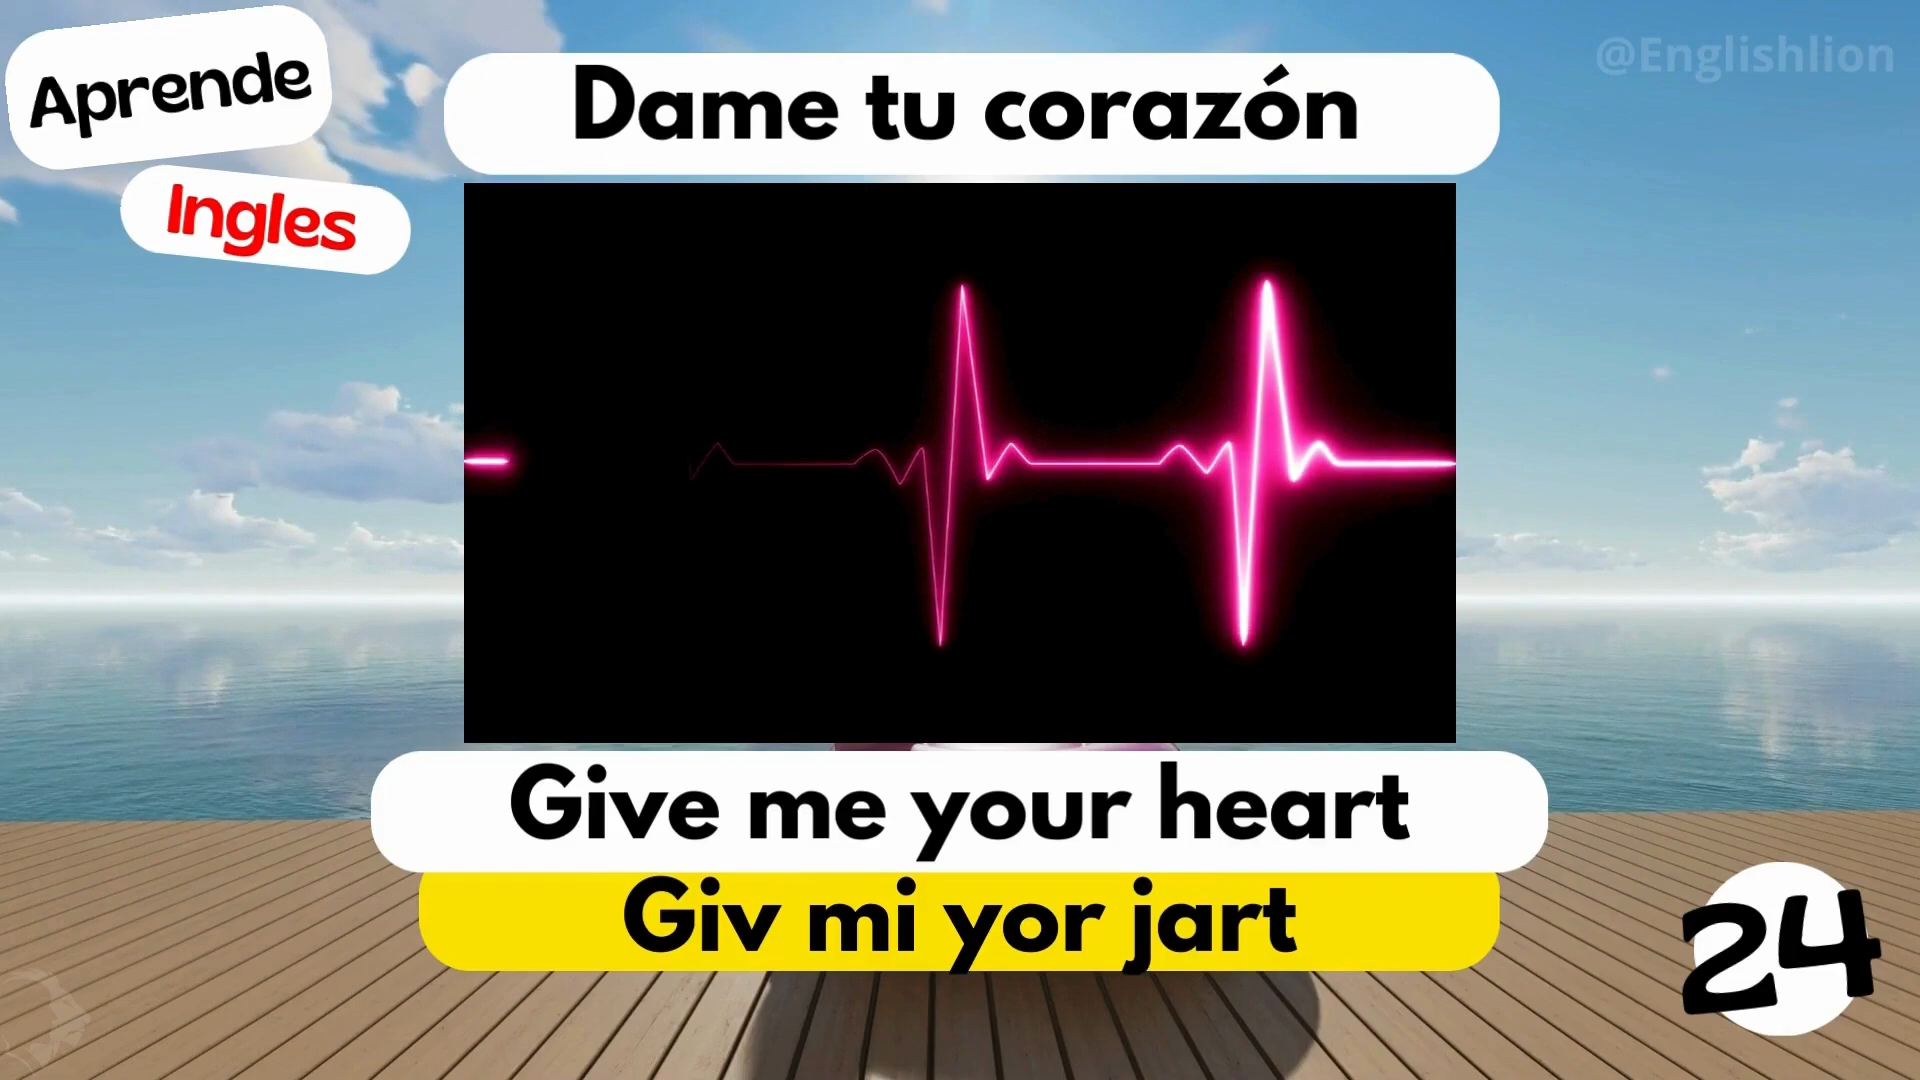 Aprende
Ingles
@Englishlion
Dame tu corazón
Give me your heart
Giv mi yor jart
24